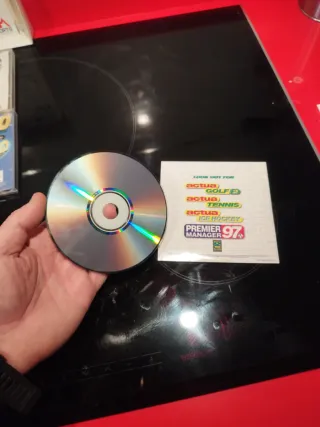 LOOK OUT FOR
actua
GOLF 2
actua
TENNIS
actua
ICE HOCKEY
PREMIER
MANAGER 97